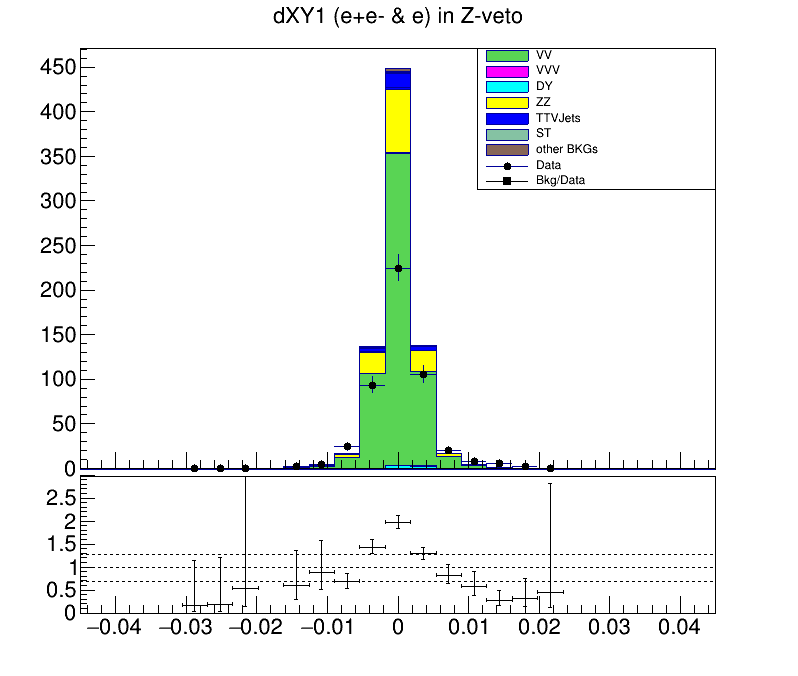 dXY1 (e+e- & e) in Z-veto
450
400
350
300
250
200
150
100
50
0
VV
VVV
DY
ZZ
TTVJets
ST
other BKGs
Data
Bkg/Data
2.5
2
1.5
1
0.5
0
−0.04 −0.03 −0.02 −0.01 0 0.01 0.02 0.03 0.04